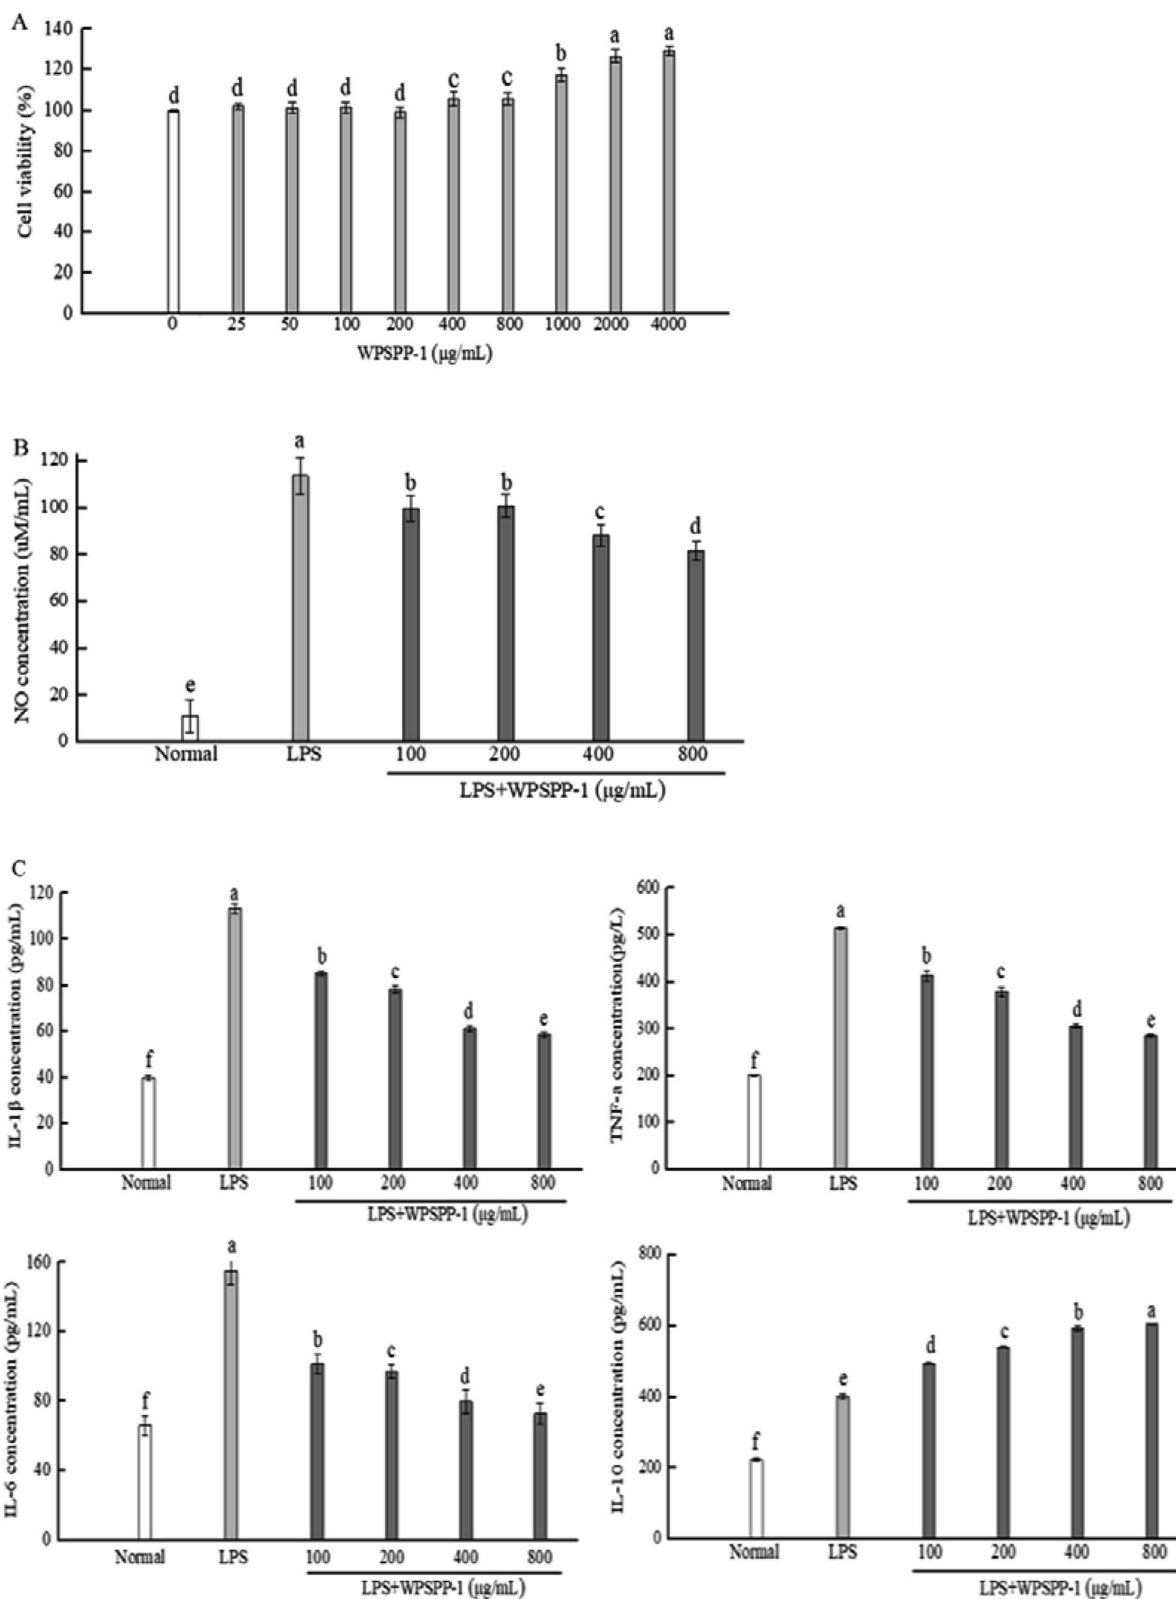 A
Cell viability (%)
140
120
100
80
60
40
20
0
d d d d d c c b a a
0 25 50 100 200 400 800 1000 2000 4000
WPSPP-1 (μg/mL)
B
NO concentration (uM/mL)
120
100
80
60
40
20
0
e a b b c d
Normal LPS 100 200 400 800
LPS+WPSPP-1 (μg/mL)
C
IL-1β concentration (pg/mL)
120
100
80
60
40
20
0
f a b c d e
Normal LPS 100 200 400 800
LPS+WPSPP-1 (μg/mL)
TNF-a concentration(pg/L)
600
500
400
300
200
100
0
f a b c d e
Normal LPS 100 200 400 800
LPS+WPSPP-1 (μg/mL)
IL-6 concentration (pg/mL)
160
120
80
40
0
f a b c d e
Normal LPS 100 200 400 800
LPS+WPSPP-1 (μg/mL)
IL-10 concentration (pg/mL)
800
600
400
200
0
f e d c b a
Normal LPS 100 200 400 800
LPS+WPSPP-1 (μg/mL)